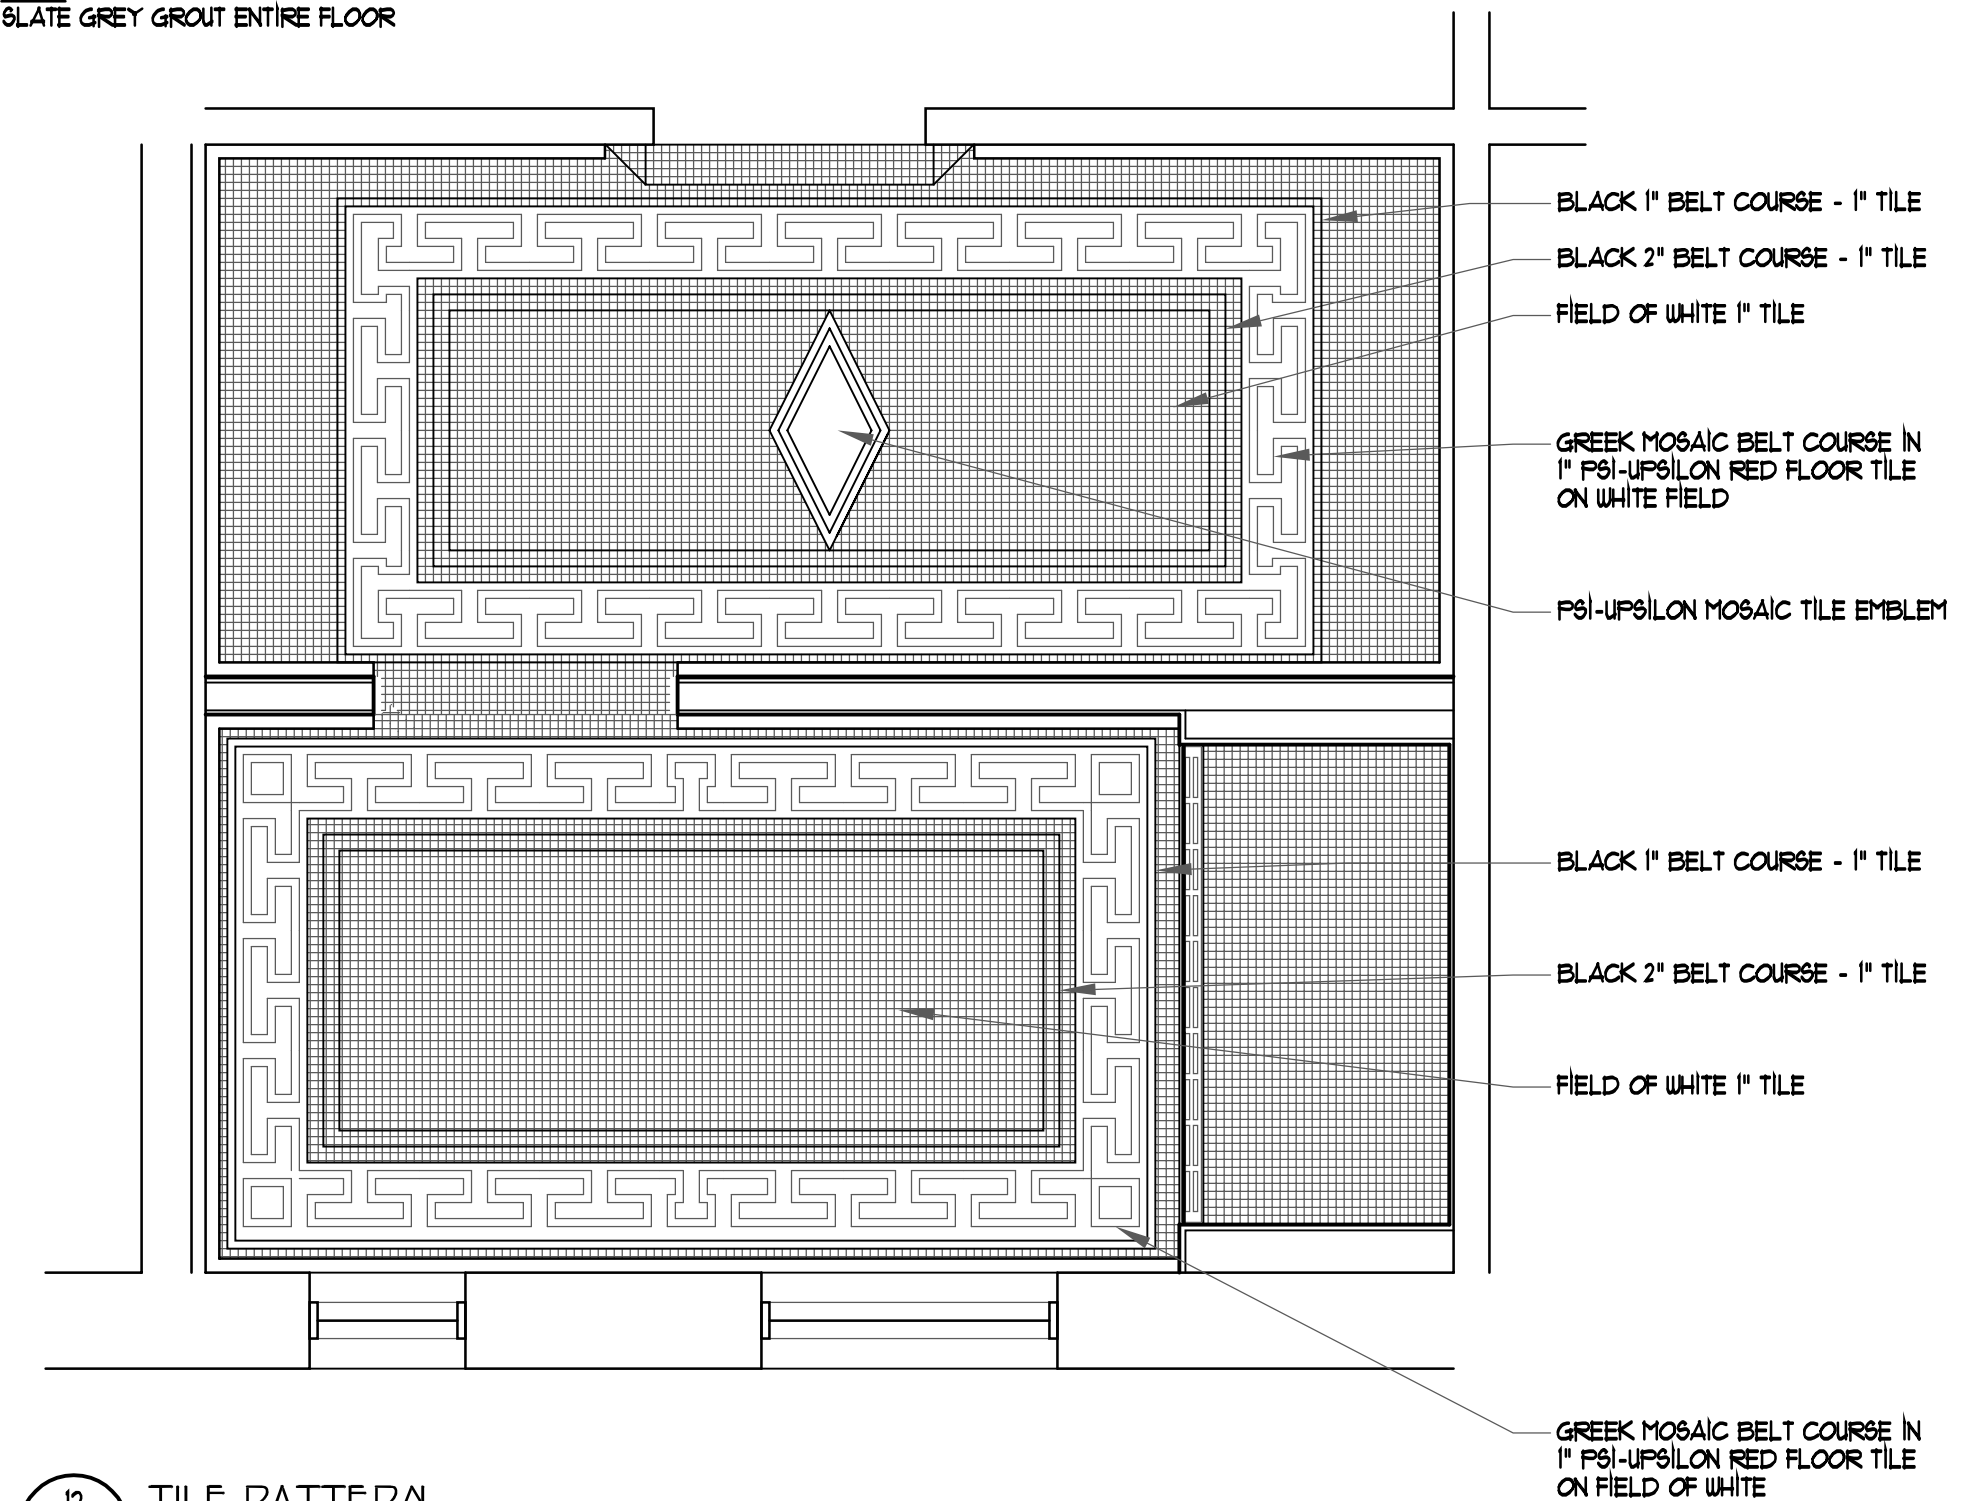 SLATE GREY GROUT ENTIRE FLOOR
BLACK 1" BELT COURSE - 1" TILE
BLACK 2" BELT COURSE - 1" TILE
FIELD OF WHITE 1" TILE
GREEK MOSAIC BELT COURSE IN
1" PSI-UPSILON RED FLOOR TILE
ON WHITE FIELD
PSI-UPSILON MOSAIC TILE EMBLEM
BLACK 1" BELT COURSE - 1" TILE
BLACK 2" BELT COURSE - 1" TILE
FIELD OF WHITE 1" TILE
GREEK MOSAIC BELT COURSE IN
1" PSI-UPSILON RED FLOOR TILE
ON FIELD OF WHITE
12
TILE PATTERN